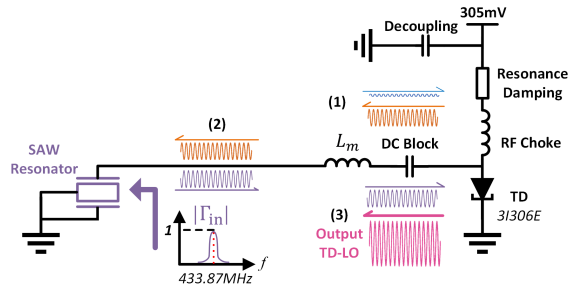 305mV
Decoupling
Resonance
Damping
(1)
(2)
SAW
Resonator
L_m
DC Block
RF Choke
|Γ_in|
1
f
433.87MHz
(3)
Output
TD-LO
TD
3I306E